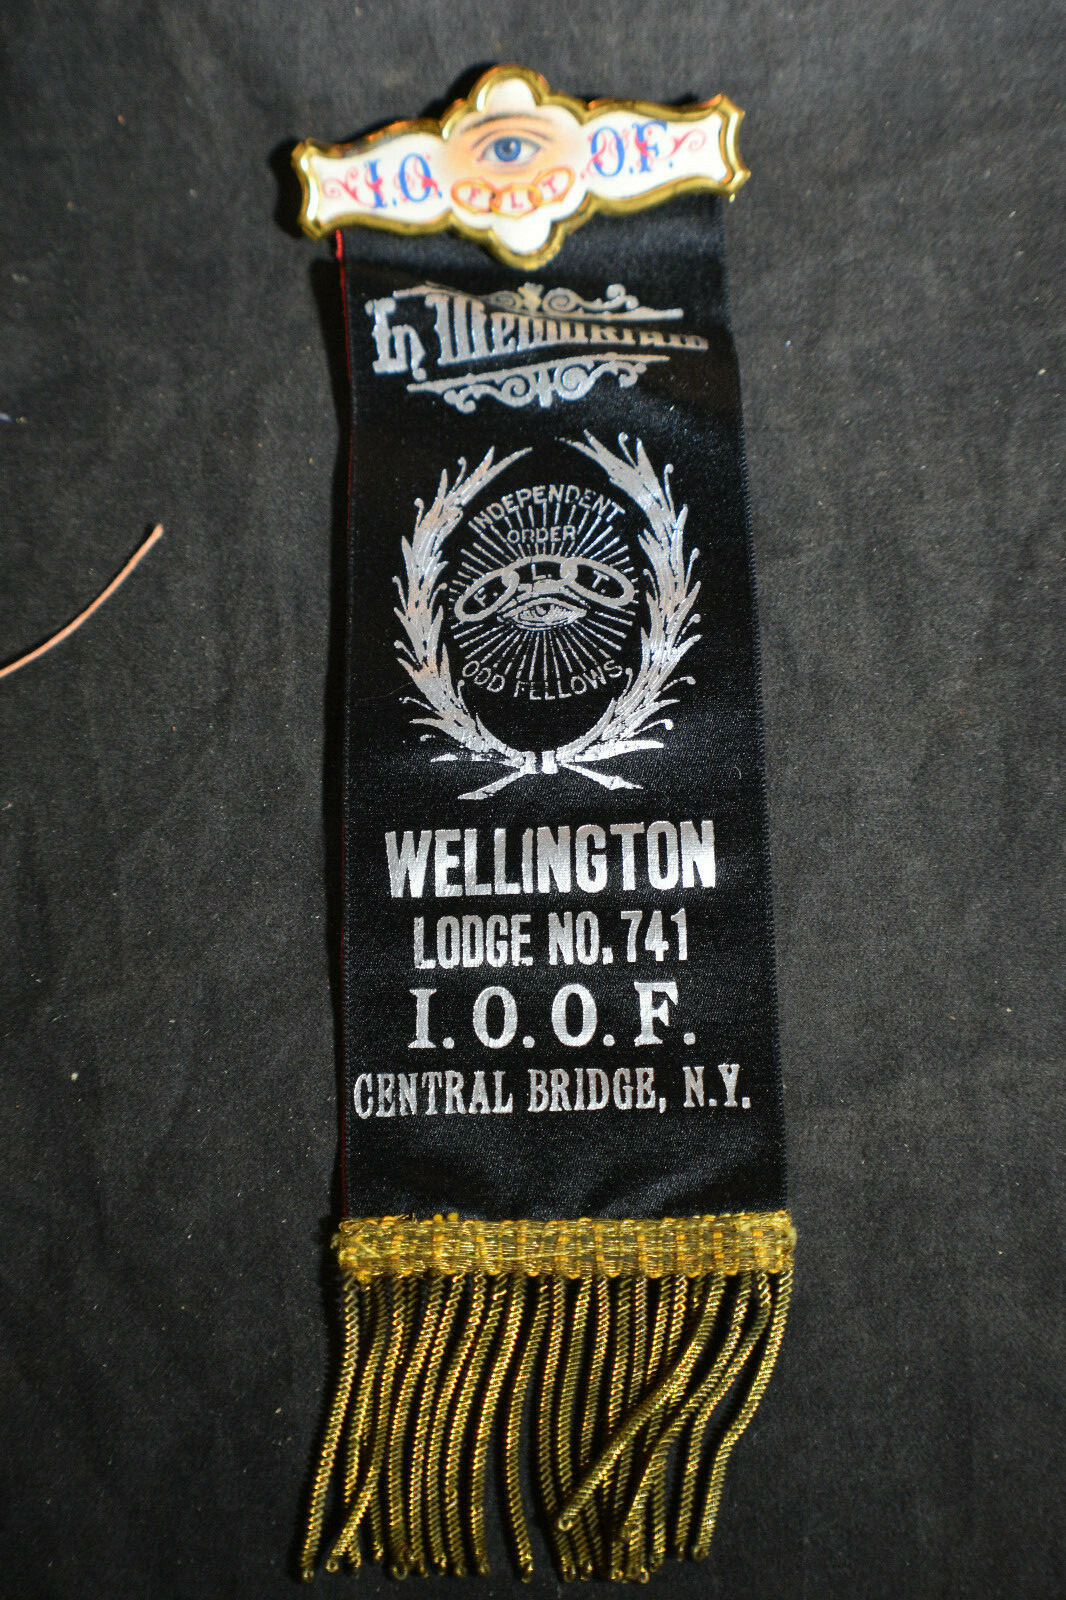 I.O. O.F.
F L T
In Memoriam
INDEPENDENT
ORDER
F. L. T.
ODD FELLOWS
WELLINGTON
LODGE NO. 741
I. O. O. F.
CENTRAL BRIDGE, N.Y.